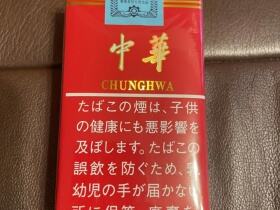 中華
CHUNGHWA
たばこの煙は、子供
の健康にも悪影響を
及ぼします。たばこの
誤飲を防ぐため、乳
幼児の手が届かない